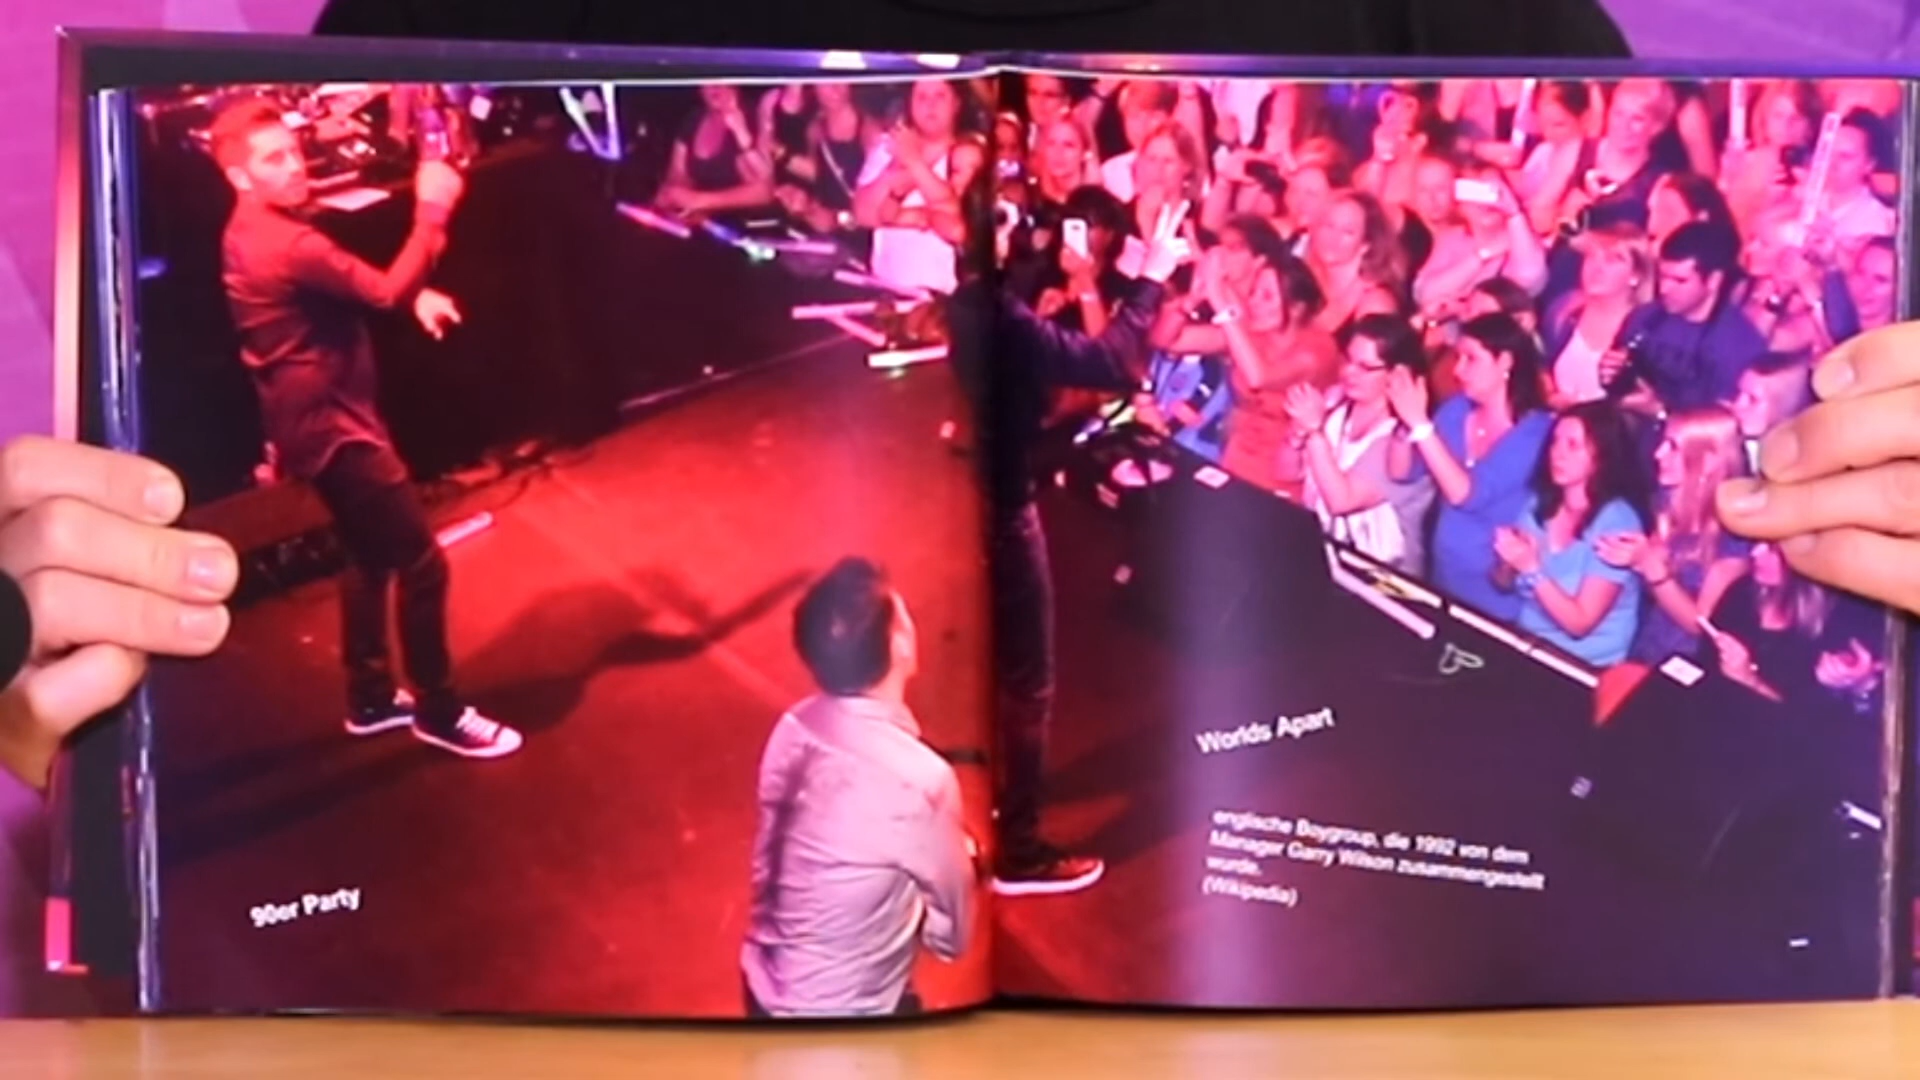 90er Party
Worlds Apart
englische Boygroup, die 1992 von dem
Manager Garry Wilson zusammengestellt
wurde.
(Wikipedia)